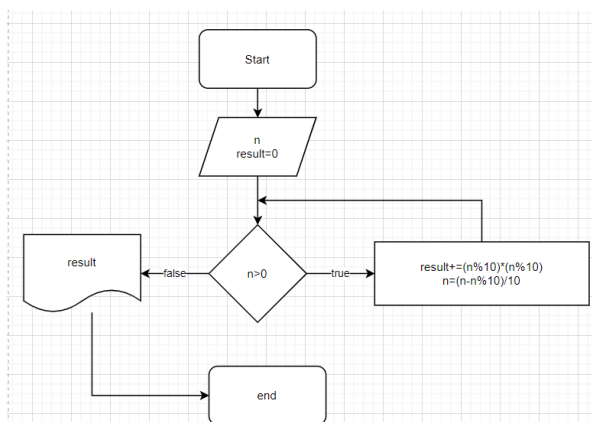 Start
n
result=0
n>0
true
result+=(n%10)*(n%10)
n=(n-n%10)/10
false
result
end